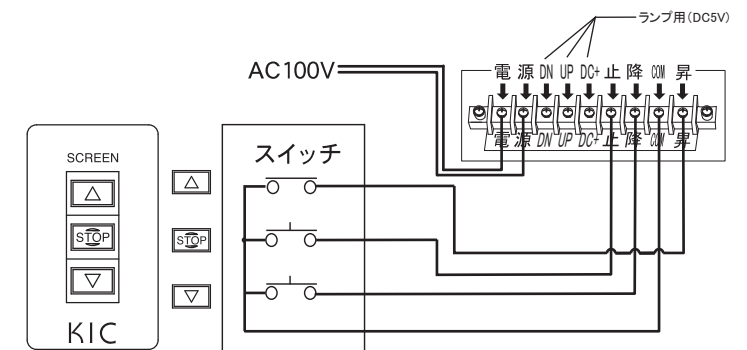 ランプ用(DC5V)
AC100V
電 源 DN UP DC+ 止 降 COM 昇
電 源 DN UP DC+ 止 降 COM 昇
SCREEN
STOP
KIC
STOP
スイッチ